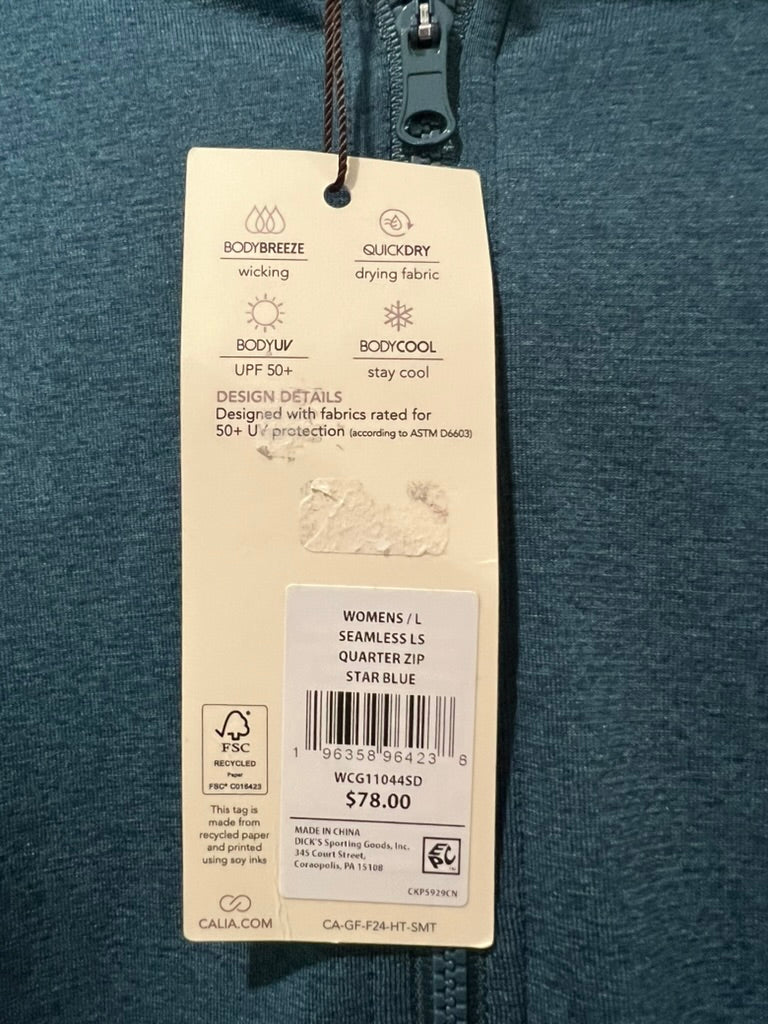 BODYBREEZE
wicking
QUICKDRY
drying fabric
BODYUV
UPF 50+
BODYCOOL
stay cool
DESIGN DETAILS
Designed with fabrics rated for
50+ UV protection (according to ASTM D6603)
WOMENS / L
SEAMLESS LS
QUARTER ZIP
STAR BLUE
1 96358 96423 8
WCG11044SD
$78.00
MADE IN CHINA
DICK'S Sporting Goods, Inc.
345 Court Street,
Coraopolis, PA 15108
EPC
CKP5929CN
FSC
RECYCLED
Paper
FSC® C016423
This tag is
made from
recycled paper
and printed
using soy inks
CALIA.COM
CA-GF-F24-HT-SMT